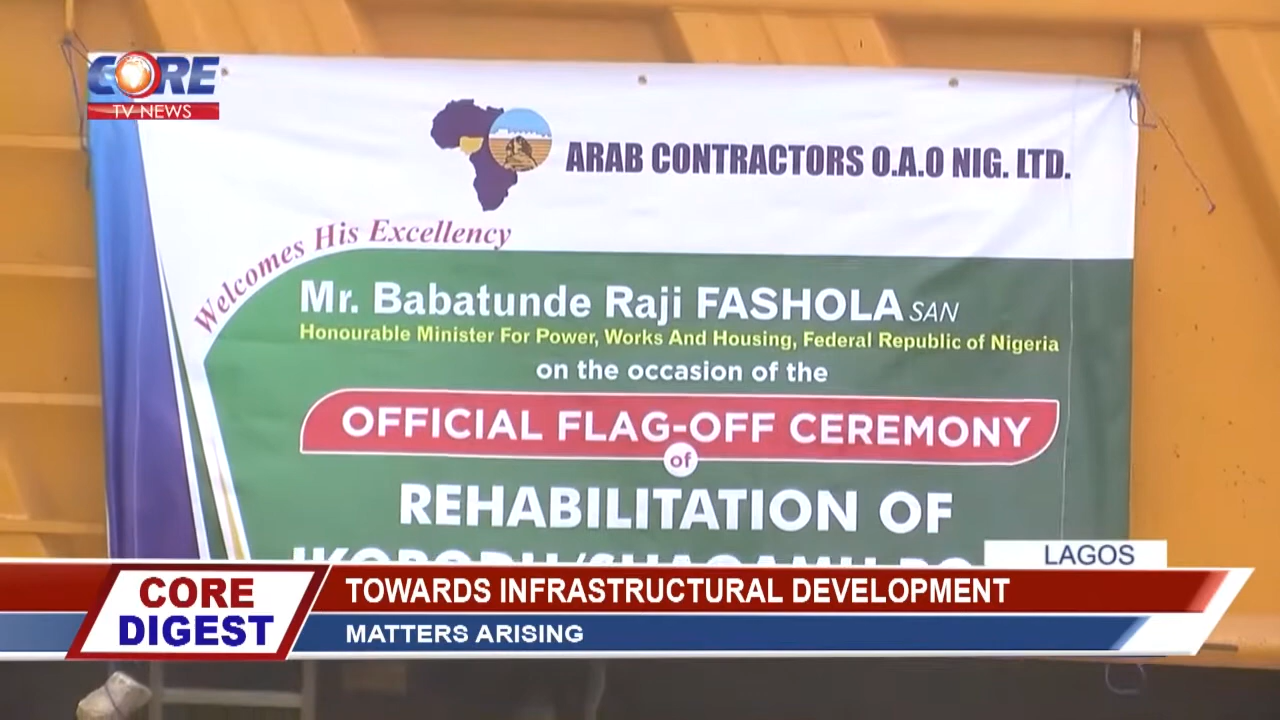 CORE
TV NEWS
ARAB CONTRACTORS O.A.O NIG. LTD.
Welcomes His Excellency
Mr. Babatunde Raji FASHOLA SAN
Honourable Minister For Power, Works And Housing, Federal Republic of Nigeria
on the occasion of the
OFFICIAL FLAG-OFF CEREMONY
of
REHABILITATION OF
IKORODU/SHAGAMU
LAGOS
CORE
DIGEST
TOWARDS INFRASTRUCTURAL DEVELOPMENT
MATTERS ARISING